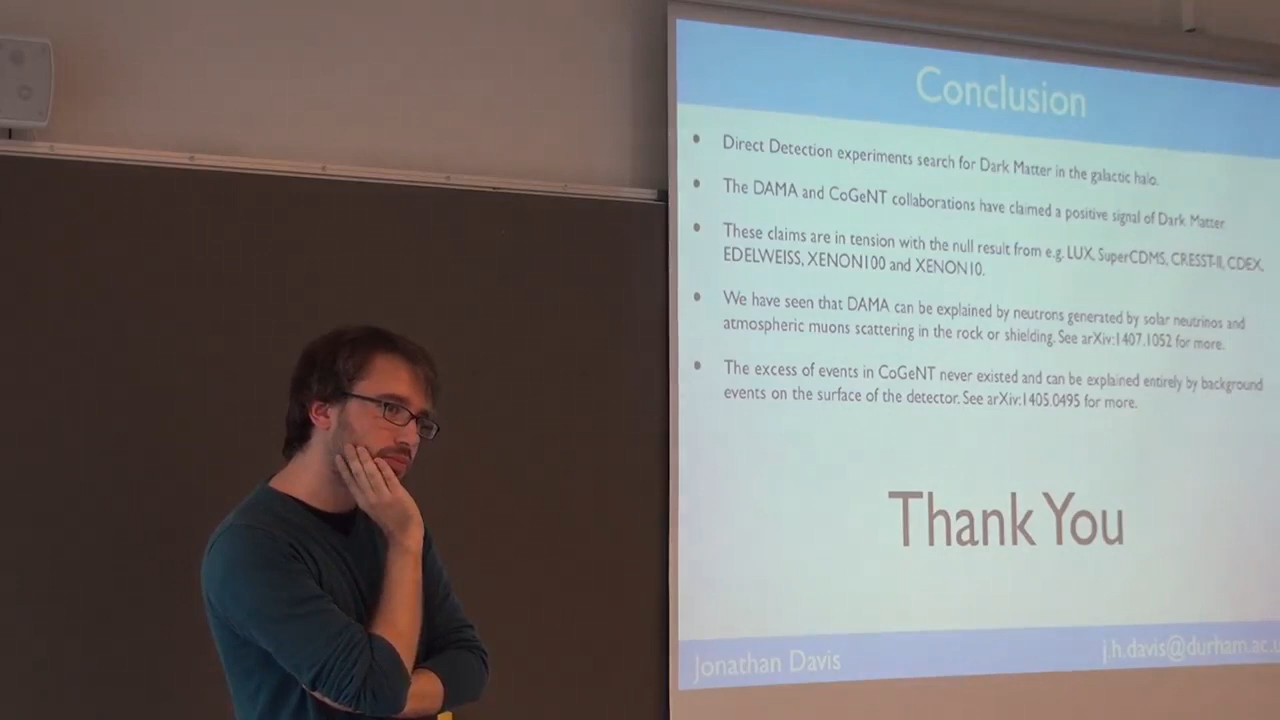 Conclusion
• Direct Detection experiments search for Dark Matter in the galactic halo.
• The DAMA and CoGeNT collaborations have claimed a positive signal of Dark Matter
• These claims are in tension with the null result from e.g. LUX, SuperCDMS, CRESST-II, CDEX,
EDELWEISS, XENON100 and XENON10.
• We have seen that DAMA can be explained by neutrons generated by solar neutrinos and
atmospheric muons scattering in the rock or shielding. See arXiv:1407.1052 for more.
• The excess of events in CoGeNT never existed and can be explained entirely by background
events on the surface of the detector. See arXiv:1405.0495 for more.
Thank You
Jonathan Davis
j.h.davis@durham.ac.u